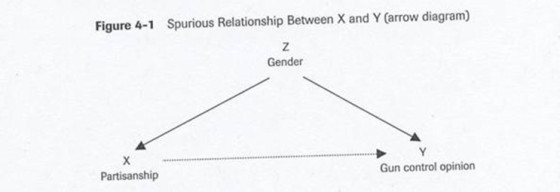 Figure 4-1 Spurious Relationship Between X and Y (arrow diagram)
Z
Gender
X
Partisanship
Y
Gun control opinion